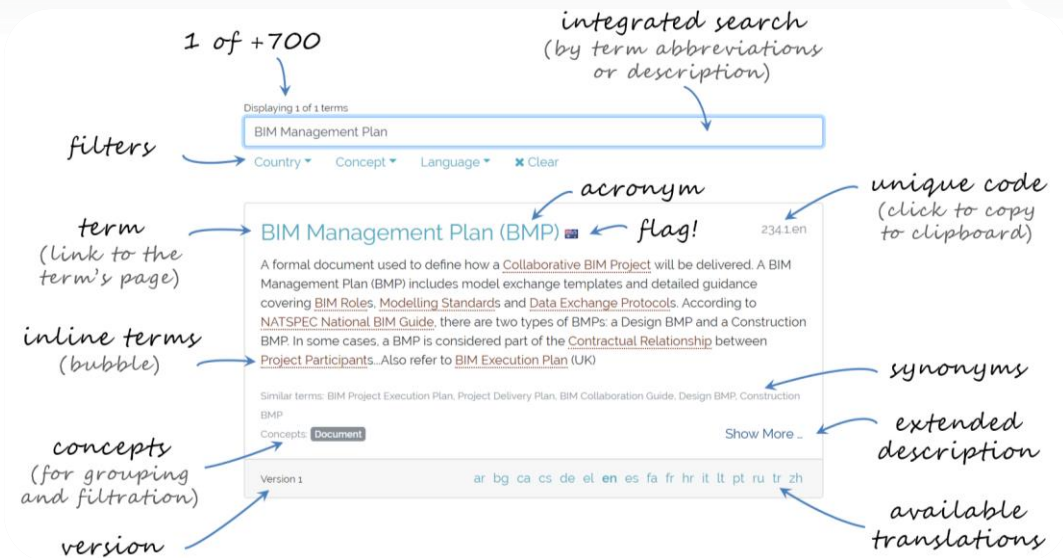 1 of +700
integrated search
(by term abbreviations
or description)
Displaying 1 of 1 terms
BIM Management Plan
filters
Country Concept Language × Clear
acronym
unique code
(click to copy
to clipboard)
term
(link to the
term's page)
BIM Management Plan (BMP)
flag!
234.1.en
A formal document used to define how a Collaborative BIM Project will be delivered. A BIM
Management Plan (BMP) includes model exchange templates and detailed guidance
covering BIM Roles, Modelling Standards and Data Exchange Protocols. According to
NATSPEC National BIM Guide, there are two types of BMPs: a Design BMP and a Construction
BMP. In some cases, a BMP is considered part of the Contractual Relationship between
Project Participants...Also refer to BIM Execution Plan (UK)
inline terms
(bubble)
synonyms
Similar terms: BIM Project Execution Plan, Project Delivery Plan, BIM Collaboration Guide, Design BMP, Construction
BMP
Concepts: Document
Show More ...
extended
description
concepts
(for grouping
and filtration)
Version 1
ar bg ca cs de el en es fa fr hr it lt pt ru tr zh
version
available
translations